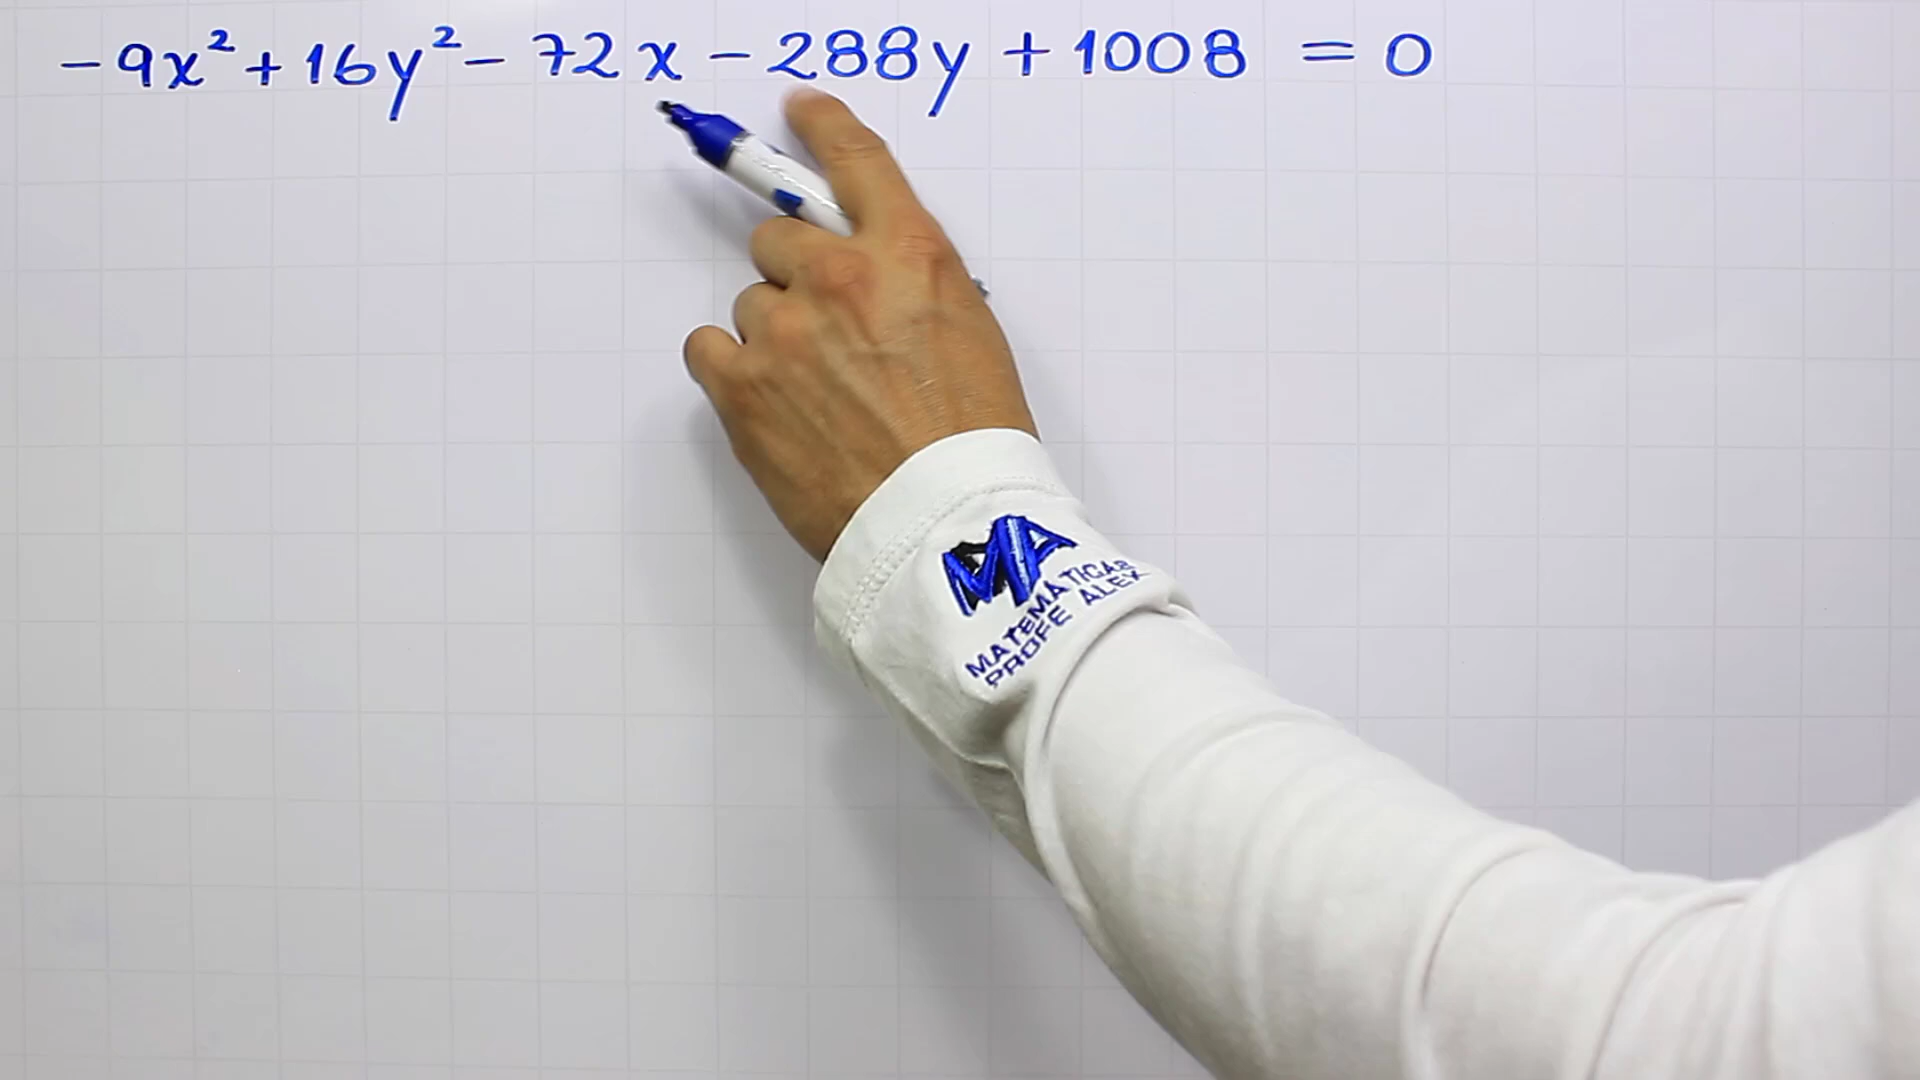 -9x² + 16y² - 72x - 288y + 1008 = 0
MA
MATEMÁTICAS
PROFE ALEX